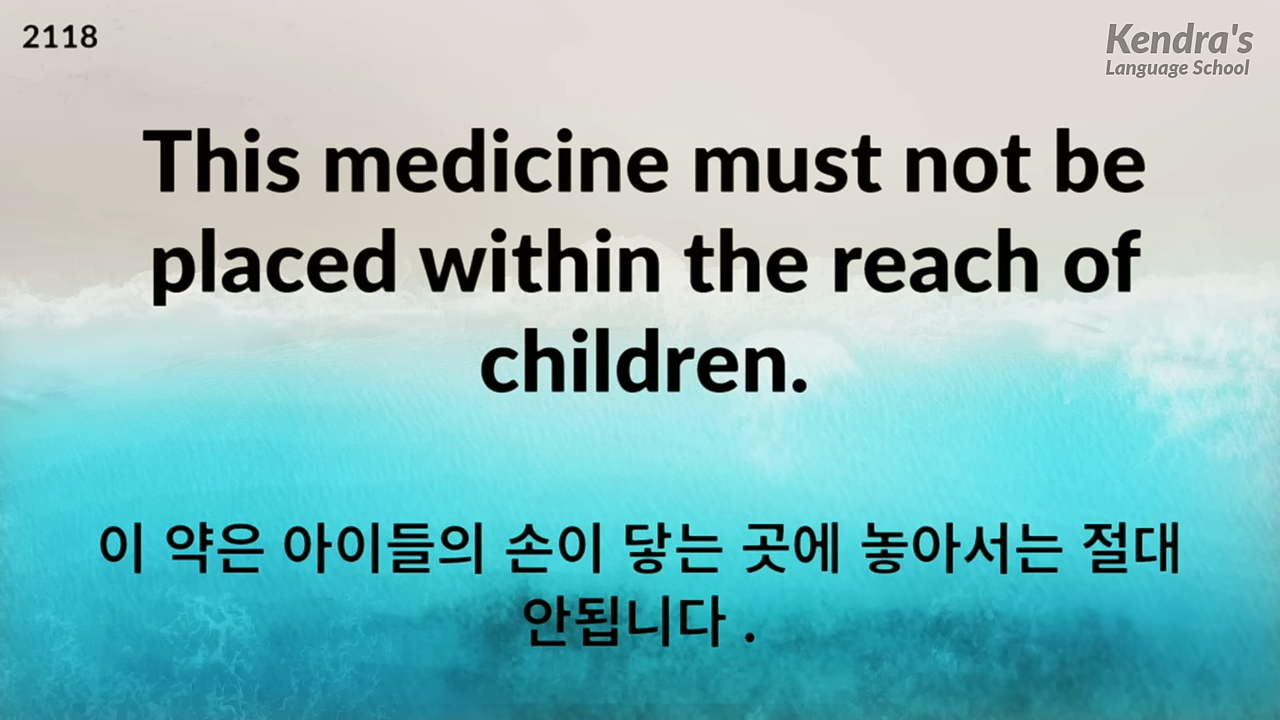 2118
Kendra's
Language School
This medicine must not be
placed within the reach of
children.
이 약은 아이들의 손이 닿는 곳에 놓아서는 절대
안됩니다 .